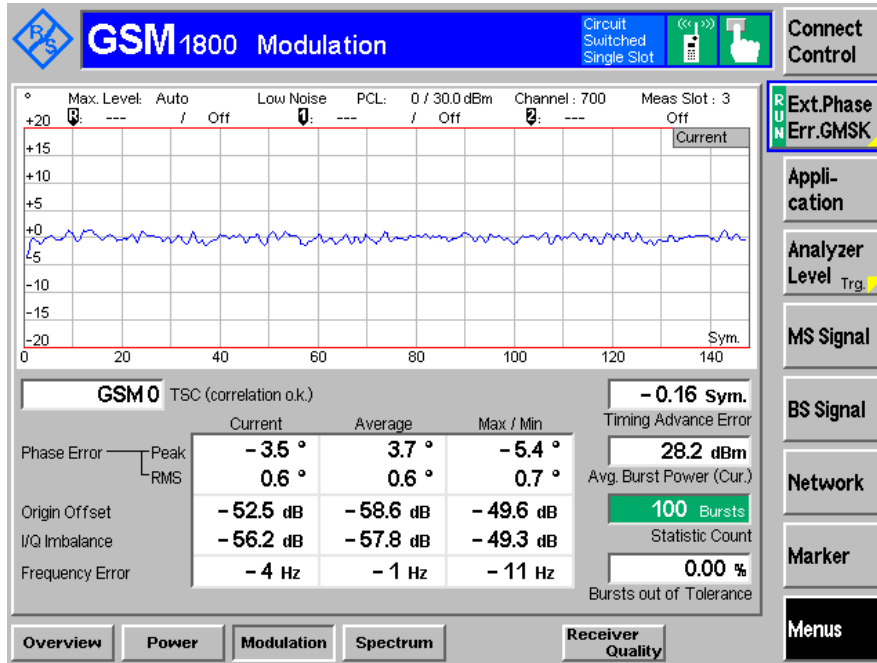 R&S
GSM 1800 Modulation
Circuit
Switched
Single Slot
Connect
Control
° Max. Level: Auto Low Noise PCL: 0 / 30.0 dBm Channel : 700 Meas Slot : 3
R: --- / Off 1: --- / Off 2: --- Off
Current
+20
+15
+10
+5
+0
-5
-10
-15
-20
Sym.
0 20 40 60 80 100 120 140
RUN
Ext.Phase
Err.GMSK
Appli-
cation
Analyzer
Level Trg.
MS Signal
BS Signal
Network
Marker
Menus
GSM 0 TSC (correlation o.k.)
Current Average Max / Min
Phase Error Peak – 3.5 ° 3.7 ° – 5.4 °
RMS 0.6 ° 0.6 ° 0.7 °
Origin Offset – 52.5 dB – 58.6 dB – 49.6 dB
I/Q Imbalance – 56.2 dB – 57.8 dB – 49.3 dB
Frequency Error – 4 Hz – 1 Hz – 11 Hz
– 0.16 Sym.
Timing Advance Error
28.2 dBm
Avg. Burst Power (Cur.)
100 Bursts
Statistic Count
0.00 %
Bursts out of Tolerance
Overview Power Modulation Spectrum
Receiver
Quality